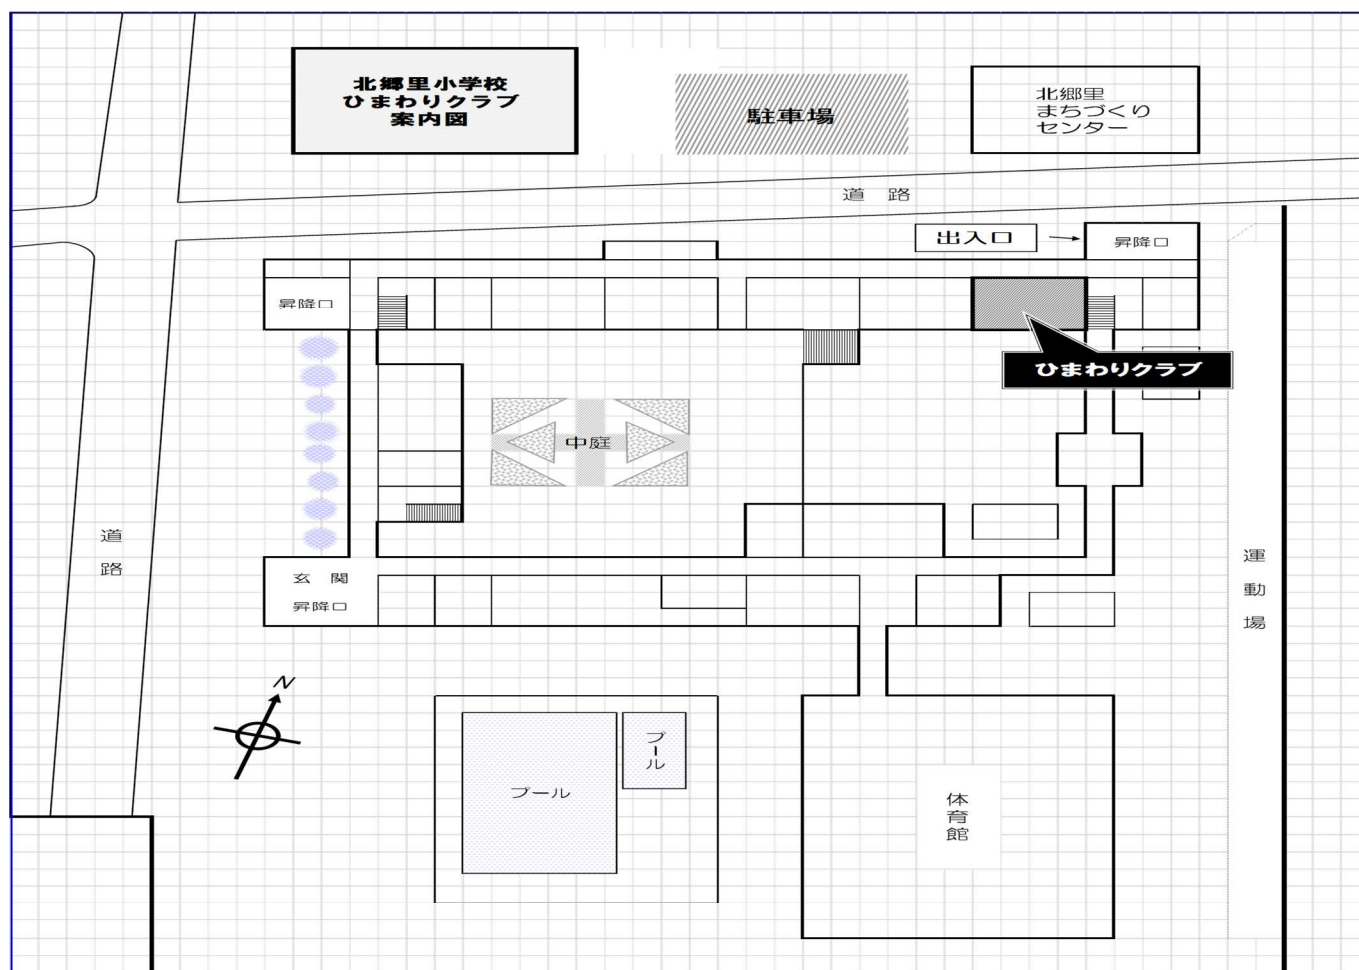 北郷里小学校
ひまわりクラブ
案内図
駐車場
北郷里
まちづくり
センター
道 路
出入口
昇降口
昇降口
ひまわりクラブ
中庭
道
路
玄 関
昇降口
運
動
場
N
プール
プール
体
育
館